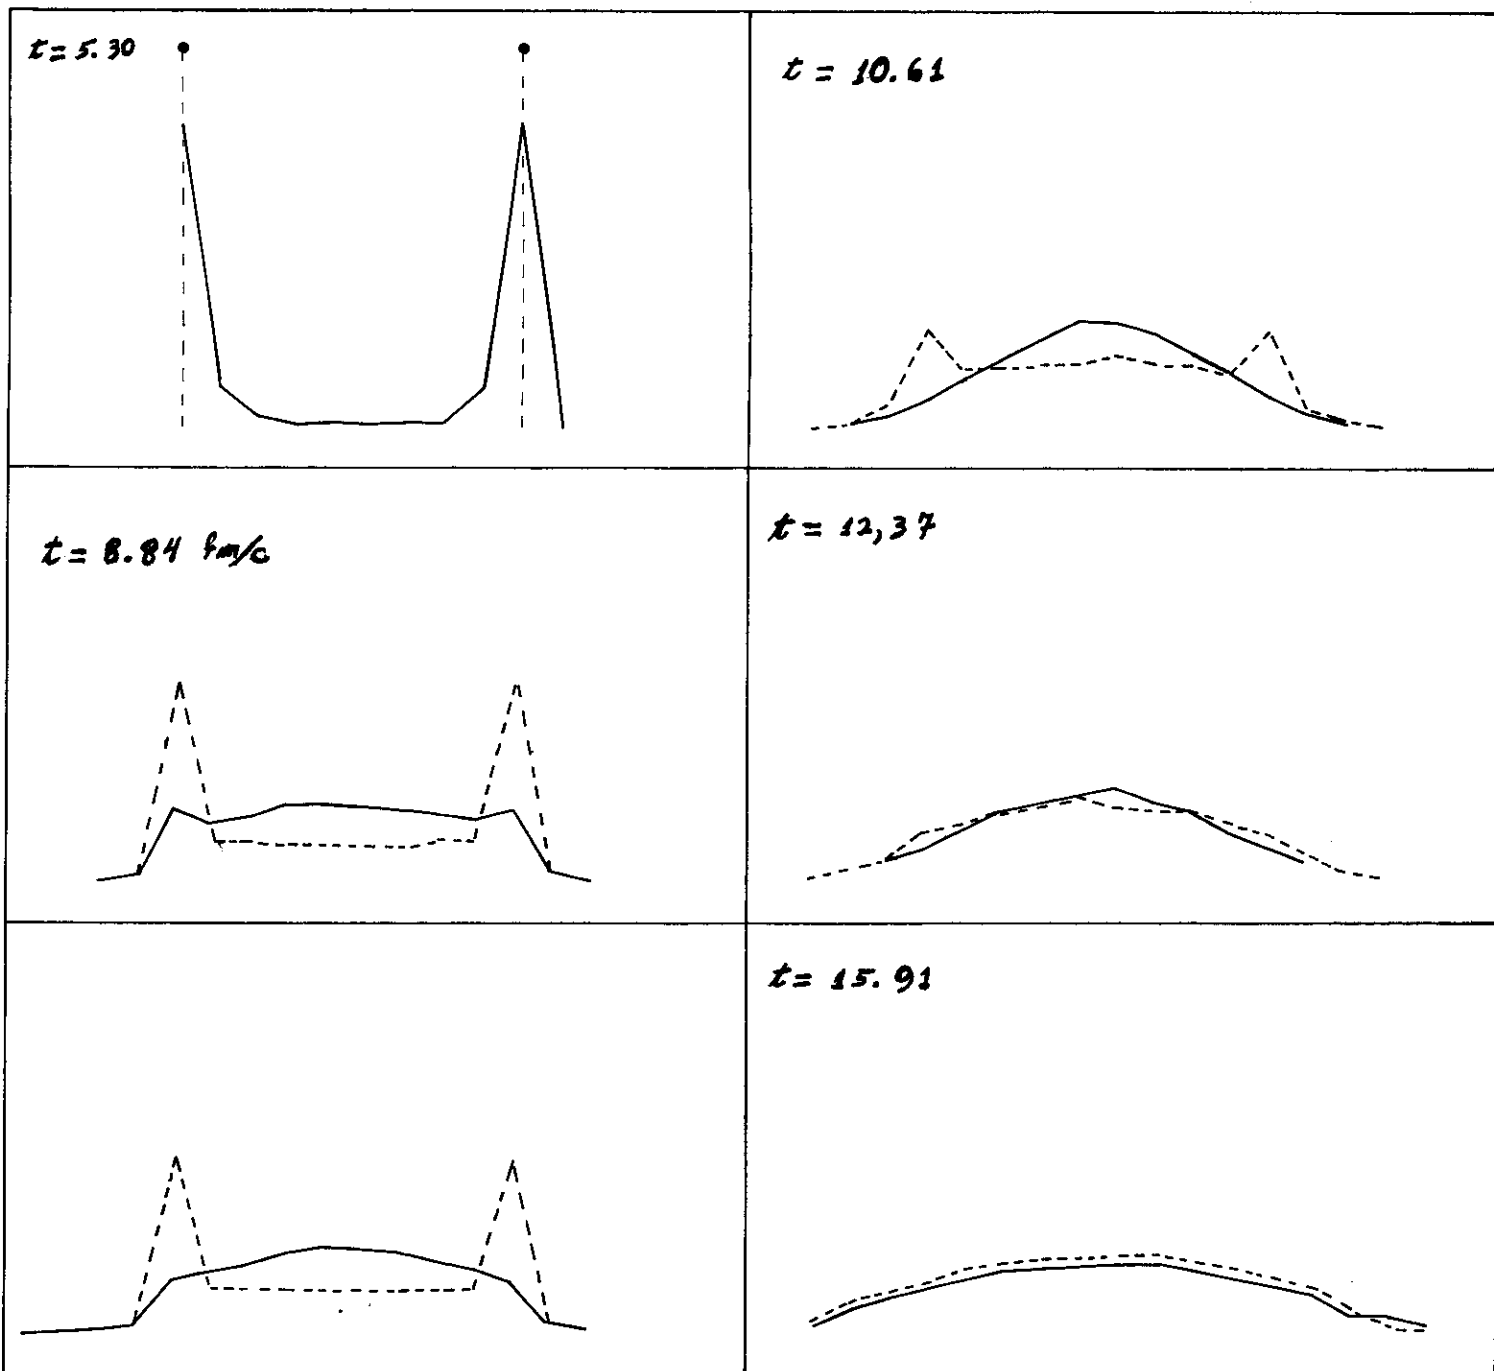 t = 5.30
t = 8.84 fm/c
t = 10.61
t = 12,37
t = 15.91